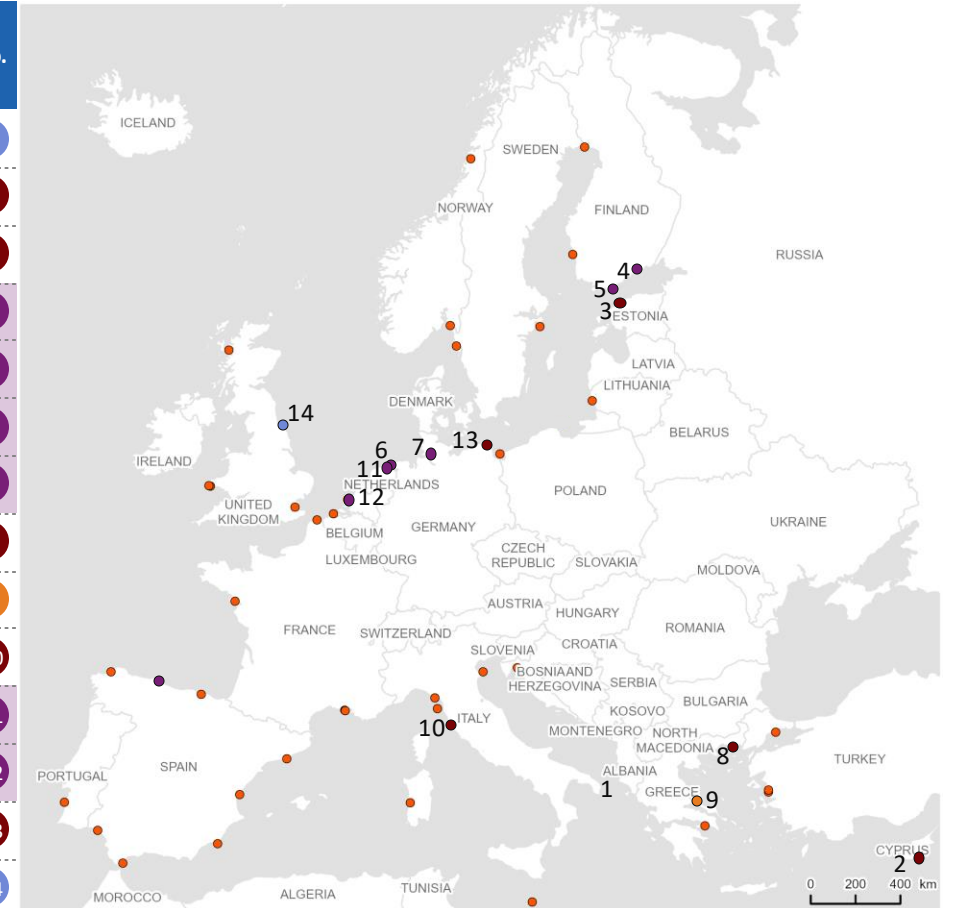 ICELAND
SWEDEN
NORWAY
FINLAND
RUSSIA
4
5
3
ESTONIA
LATVIA
LITHUANIA
DENMARK
14
BELARUS
13
7
6
11
IRELAND
NETHERLANDS
12
POLAND
UNITED
KINGDOM
UKRAINE
GERMANY
BELGIUM
CZECH
REPUBLIC
LUXEMBOURG
SLOVAKIA
MOLDOVA
AUSTRIA
HUNGARY
FRANCE
SWITZERLAND
ROMANIA
CROATIA
SLOVENIA
BOSNIA AND
HERZEGOVINA
SERBIA
BULGARIA
KOSOVO
ITALY
10
MONTENEGRO
NORTH
MACEDONIA
8
TURKEY
SPAIN
PORTUGAL
ALBANIA
1
GREECE
9
CYPRUS
2
0 200 400 km
TUNISIA
ALGERIA
MOROCCO